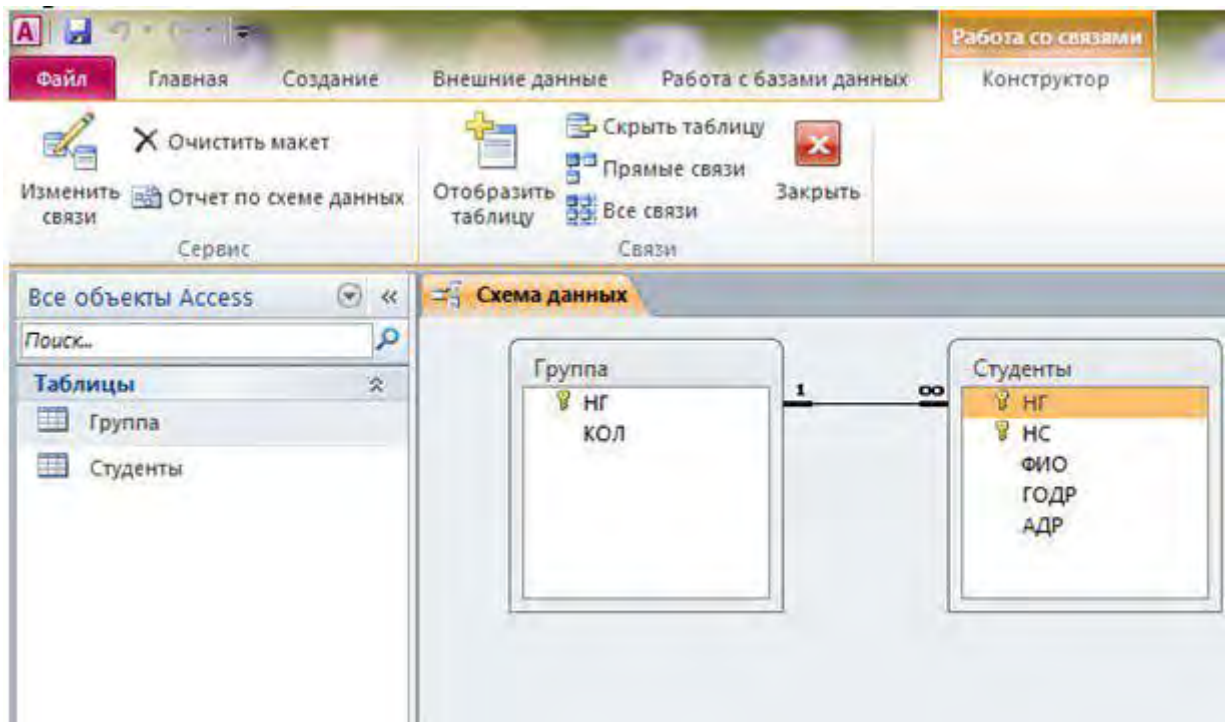 Работа со связями
Файл Главная Создание Внешние данные Работа с базами данных Конструктор
Изменить связи
Очистить макет
Отчет по схеме данных
Сервис
Отобразить таблицу
Скрыть таблицу
Прямые связи
Все связи
Закрыть
Связи
Все объекты Access
Поиск...
Таблицы
Группа
Студенты
Схема данных
Группа
НГ
КОЛ
1 ∞
Студенты
НГ
НС
ФИО
ГОДР
АДР